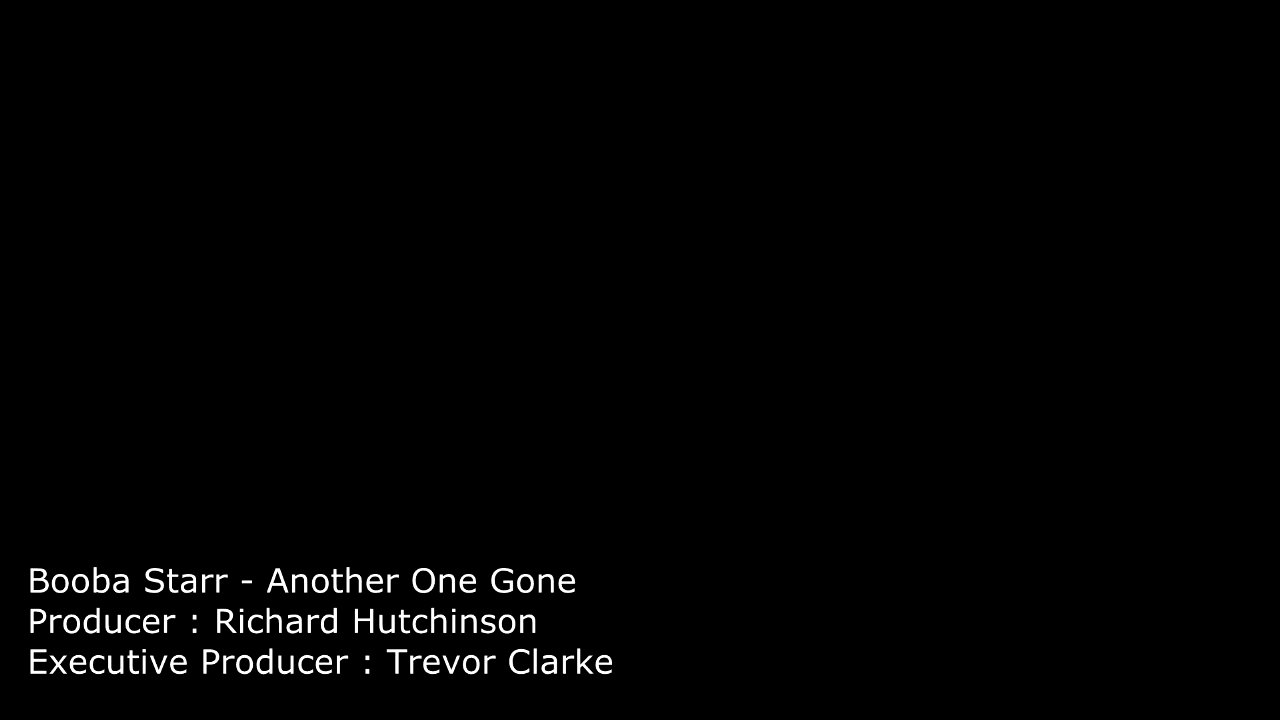 Booba Starr - Another One Gone
Producer : Richard Hutchinson
Executive Producer : Trevor Clarke